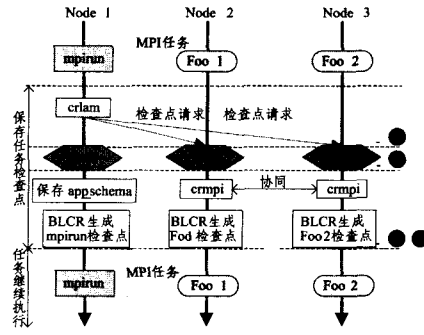 Node 1
Node 2
Node 3
MPI任务
mpirun
Foo 1
Foo 2
crlam
检查点请求
检查点请求
保存任务检查点
保存 appschema
crmpi
协同
crmpi
BLCR生成
mpirun检查点
BLCR生成
Fod 检查点
BLCR生成
Foo2检查点
任务继续执行
MPI任务
mpirun
Foo 1
Foo 2